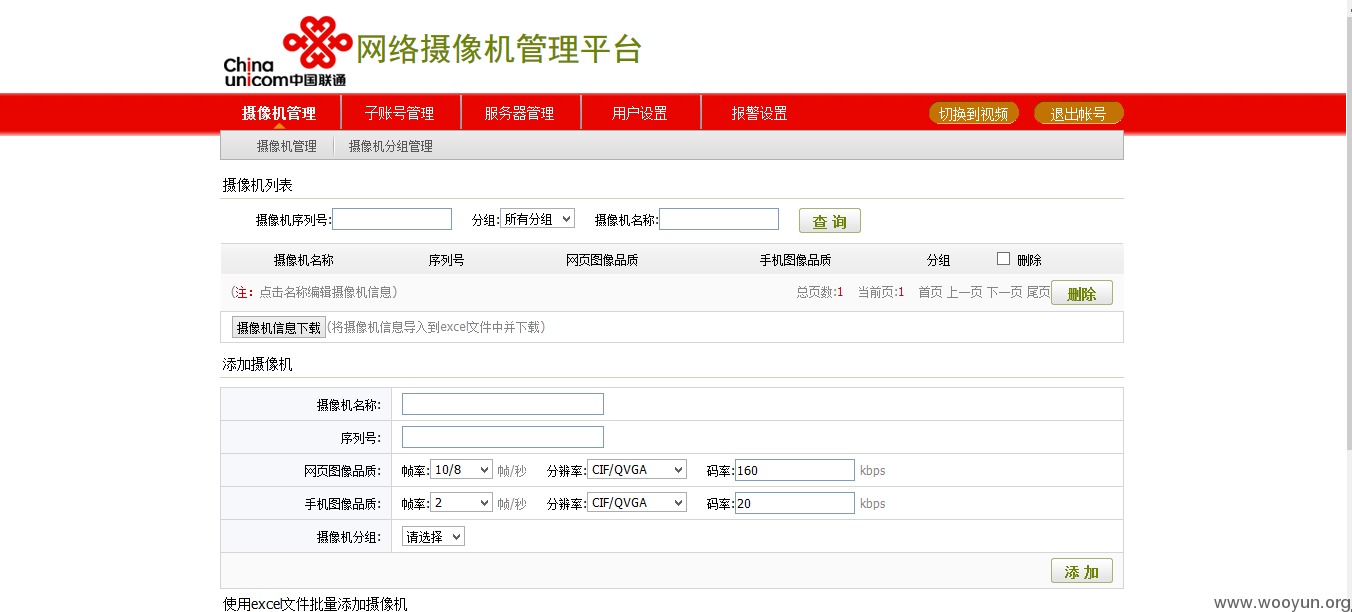 China
unicom中国联通
网络摄像机管理平台
摄像机管理 子账号管理 服务器管理 用户设置 报警设置 切换到视频 退出帐号
摄像机管理 摄像机分组管理
摄像机列表
摄像机序列号: 分组: 所有分组 摄像机名称: 查 询
摄像机名称 序列号 网页图像品质 手机图像品质 分组 删除
(注：点击名称编辑摄像机信息) 总页数:1 当前页:1 首页 上一页 下一页 尾页 删除
摄像机信息下载 (将摄像机信息导入到excel文件中并下载)
添加摄像机
摄像机名称:
序列号:
网页图像品质: 帧率: 10/8 帧/秒 分辨率: CIF/QVGA 码率: 160 kbps
手机图像品质: 帧率: 2 帧/秒 分辨率: CIF/QVGA 码率: 20 kbps
摄像机分组: 请选择
添 加
使用excel文件批量添加摄像机
www.wooyun.org